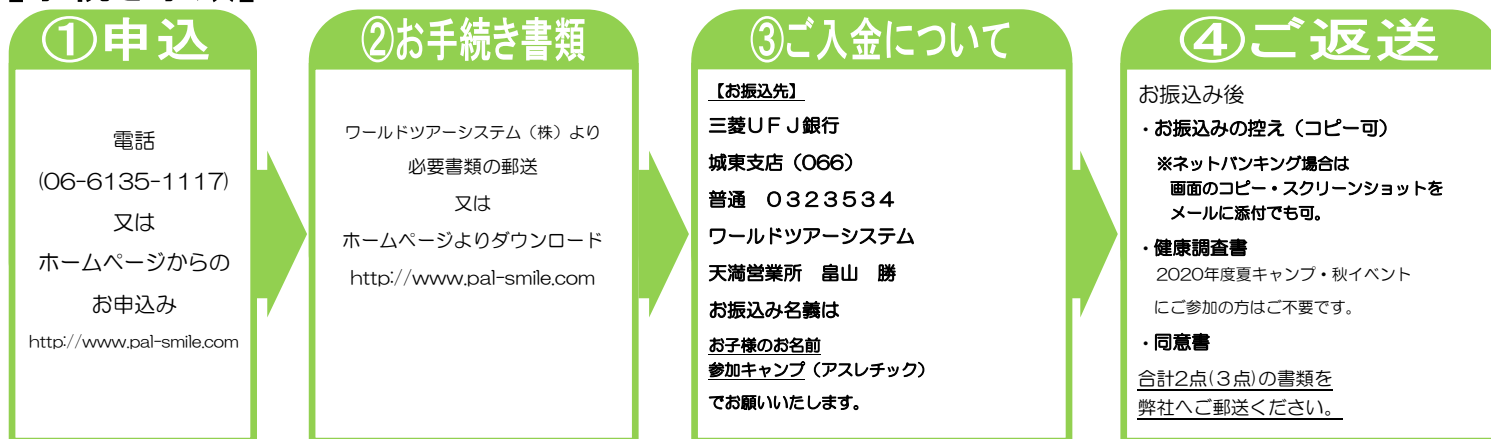 ①申込
電話
(06-6135-1117)
又は
ホームページからの
お申込み
http://www.pal-smile.com
②お手続き書類
ワールドツアーシステム（株）より
必要書類の郵送
又は
ホームページよりダウンロード
http://www.pal-smile.com
③ご入金について
【お振込先】
三菱ＵＦＪ銀行
城東支店（066）
普通　０３２３５３４
ワールドツアーシステム
天満営業所　畠山　勝
お振込み名義は
お子様のお名前
参加キャンプ（アスレチック）
でお願いいたします。
④ご返送
お振込み後
・お振込みの控え（コピー可）
※ネットバンキング場合は
画面のコピー・スクリーンショットを
メールに添付でも可。
・健康調査書
2020年度夏キャンプ・秋イベント
にご参加の方はご不要です。
・同意書
合計2点(３点)の書類を
弊社へご郵送ください。